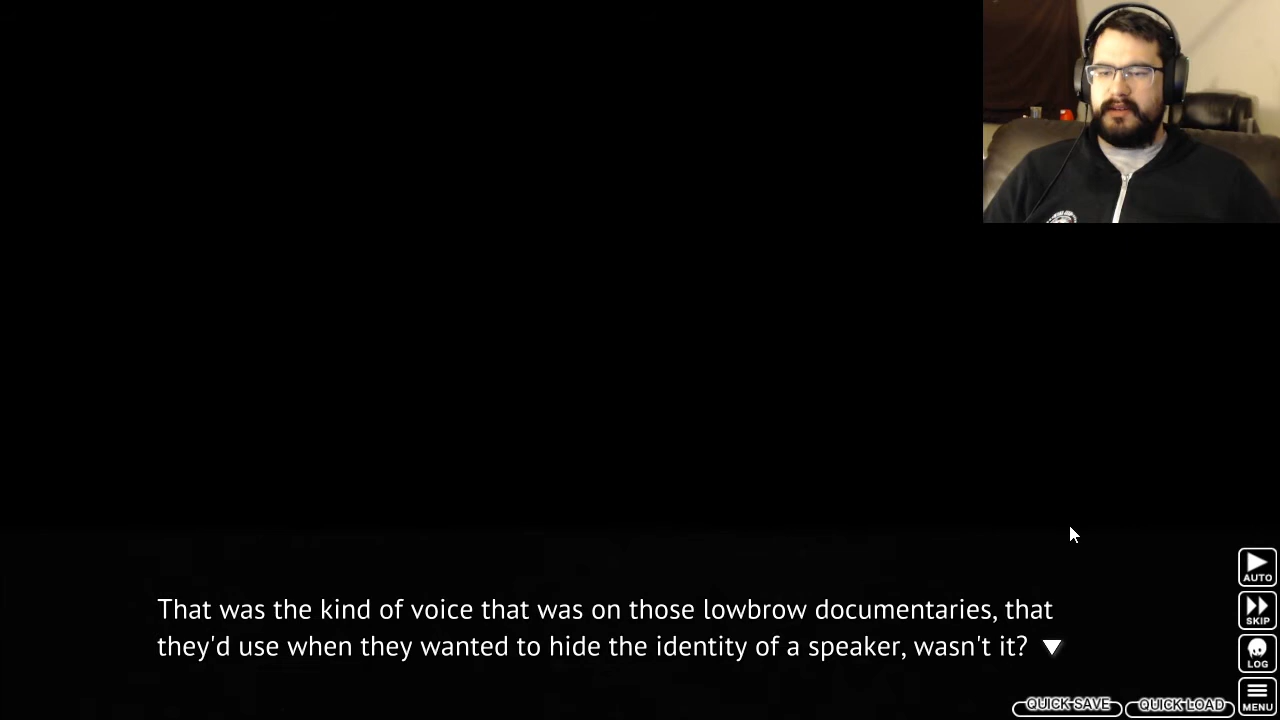 That was the kind of voice that was on those lowbrow documentaries, that
they'd use when they wanted to hide the identity of a speaker, wasn't it?
AUTO
SKIP
LOG
MENU
QUICK SAVE
QUICK LOAD